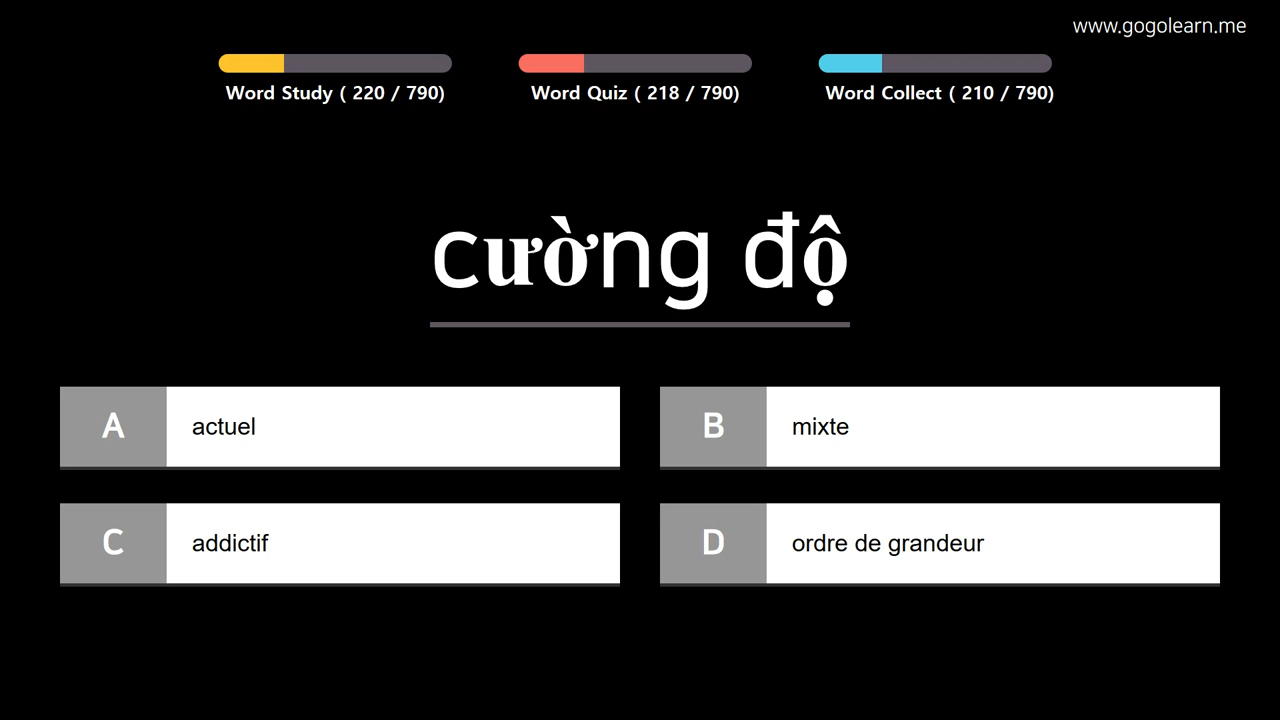 www.gogolearn.me
Word Study ( 220 / 790)
Word Quiz ( 218 / 790)
Word Collect ( 210 / 790)
cường độ
A
actuel
B
mixte
C
addictif
D
ordre de grandeur